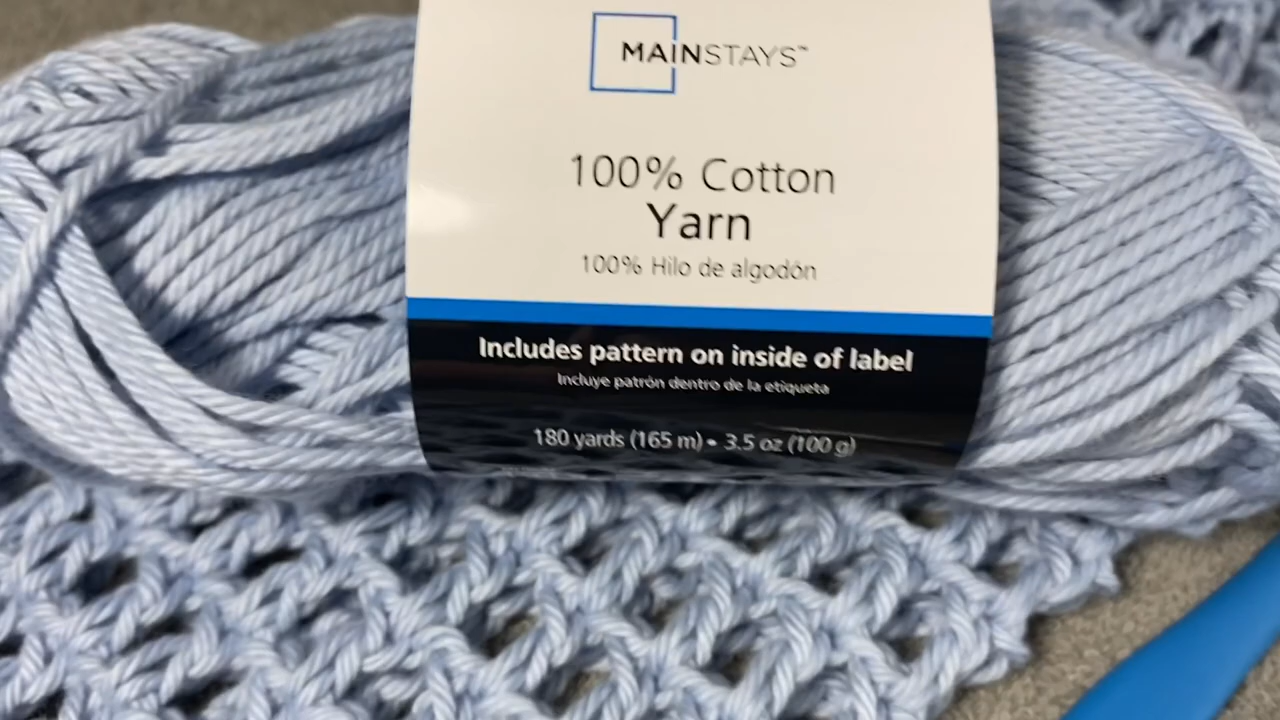 MAINSTAYS™
100% Cotton
Yarn
100% Hilo de algodón
Includes pattern on inside of label
Incluye patrón dentro de la etiqueta
180 yards (165 m) • 3.5 oz (100 g)